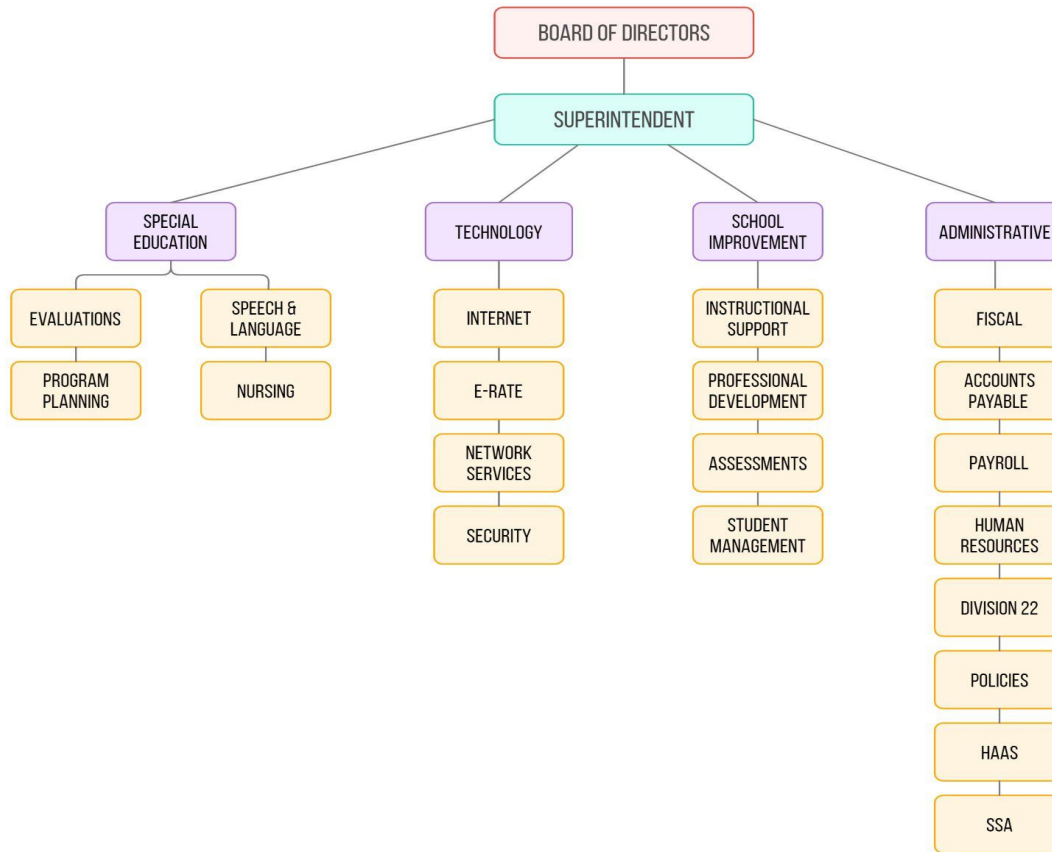 BOARD OF DIRECTORS
SUPERINTENDENT
SPECIAL
EDUCATION
TECHNOLOGY
SCHOOL
IMPROVEMENT
ADMINISTRATIVE
EVALUATIONS
SPEECH &
LANGUAGE
INTERNET
INSTRUCTIONAL
SUPPORT
FISCAL
PROGRAM
PLANNING
NURSING
E-RATE
PROFESSIONAL
DEVELOPMENT
ACCOUNTS
PAYABLE
NETWORK
SERVICES
ASSESSMENTS
PAYROLL
SECURITY
STUDENT
MANAGEMENT
HUMAN
RESOURCES
DIVISION 22
POLICIES
HAAS
SSA